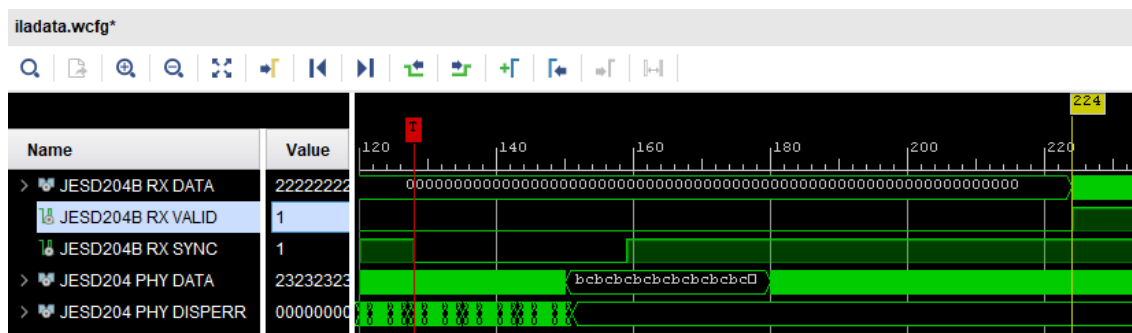 iladata.wcfg*
224
T
Name Value 120 140 160 180 200 220
JESD204B RX DATA 22222222 000000000000000000000000000000000000000000000000000000000000000000000000000000
JESD204B RX VALID 1
JESD204B RX SYNC 1
JESD204 PHY DATA 23232323 bcbcbcbcbcbcbcbcbc
JESD204 PHY DISPERR 00000000